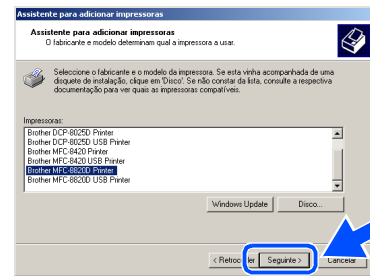 Assistente para adicionar impressoras
Assistente para adicionar impressoras
O fabricante e modelo determinam qual a impressora a usar.
Seleccione o fabricante e o modelo da impressora. Se esta vinha acompanhada de uma
disquete de instalação, clique em 'Disco'. Se não constar da lista, consulte a respectiva
documentação para ver quais as impressoras compatíveis.
Impressoras:
Brother DCP-8025D Printer
Brother DCP-8025D USB Printer
Brother MFC-8420 Printer
Brother MFC-8420 USB Printer
Brother MFC-8820D Printer
Brother MFC-8820D USB Printer
Windows Update
Disco...
< Retroceder
Seguinte >
Cancelar